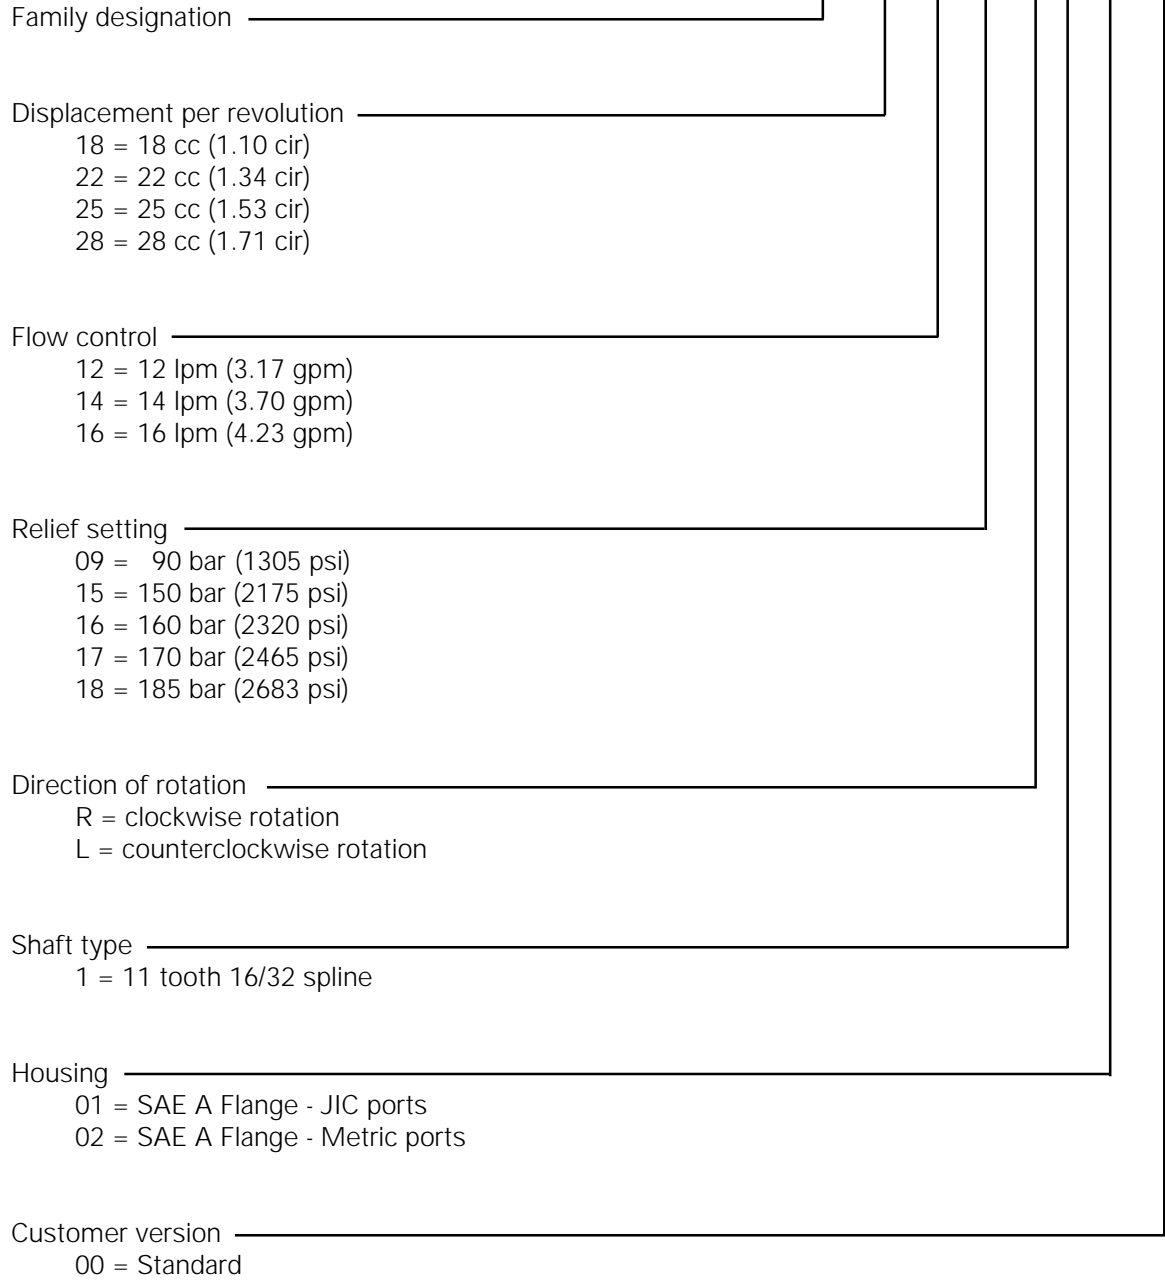 Family designation
Displacement per revolution
18 = 18 cc (1.10 cir)
22 = 22 cc (1.34 cir)
25 = 25 cc (1.53 cir)
28 = 28 cc (1.71 cir)
Flow control
12 = 12 lpm (3.17 gpm)
14 = 14 lpm (3.70 gpm)
16 = 16 lpm (4.23 gpm)
Relief setting
09 = 90 bar (1305 psi)
15 = 150 bar (2175 psi)
16 = 160 bar (2320 psi)
17 = 170 bar (2465 psi)
18 = 185 bar (2683 psi)
Direction of rotation
R = clockwise rotation
L = counterclockwise rotation
Shaft type
1 = 11 tooth 16/32 spline
Housing
01 = SAE A Flange - JIC ports
02 = SAE A Flange - Metric ports
Customer version
00 = Standard